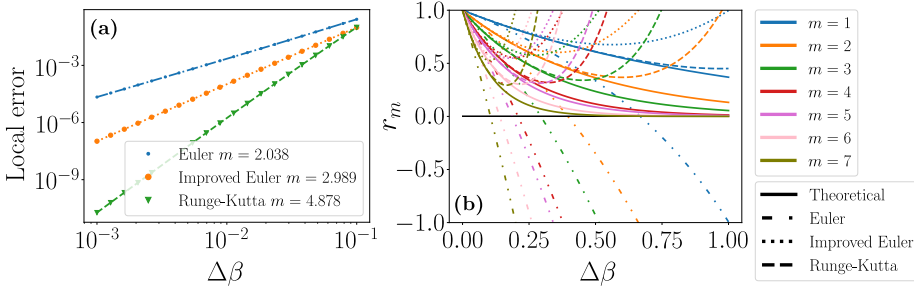 (a)
Local error
10⁻³
10⁻⁶
10⁻⁹
Euler m = 2.038
Improved Euler m = 2.989
Runge-Kutta m = 4.878
10⁻³
10⁻²
10⁻¹
Δβ
r_m
1.0
0.5
0.0
−0.5
−1.0
(b)
0.00
0.25
0.50
0.75
1.00
Δβ
m = 1
m = 2
m = 3
m = 4
m = 5
m = 6
m = 7
Theoretical
Euler
Improved Euler
Runge-Kutta